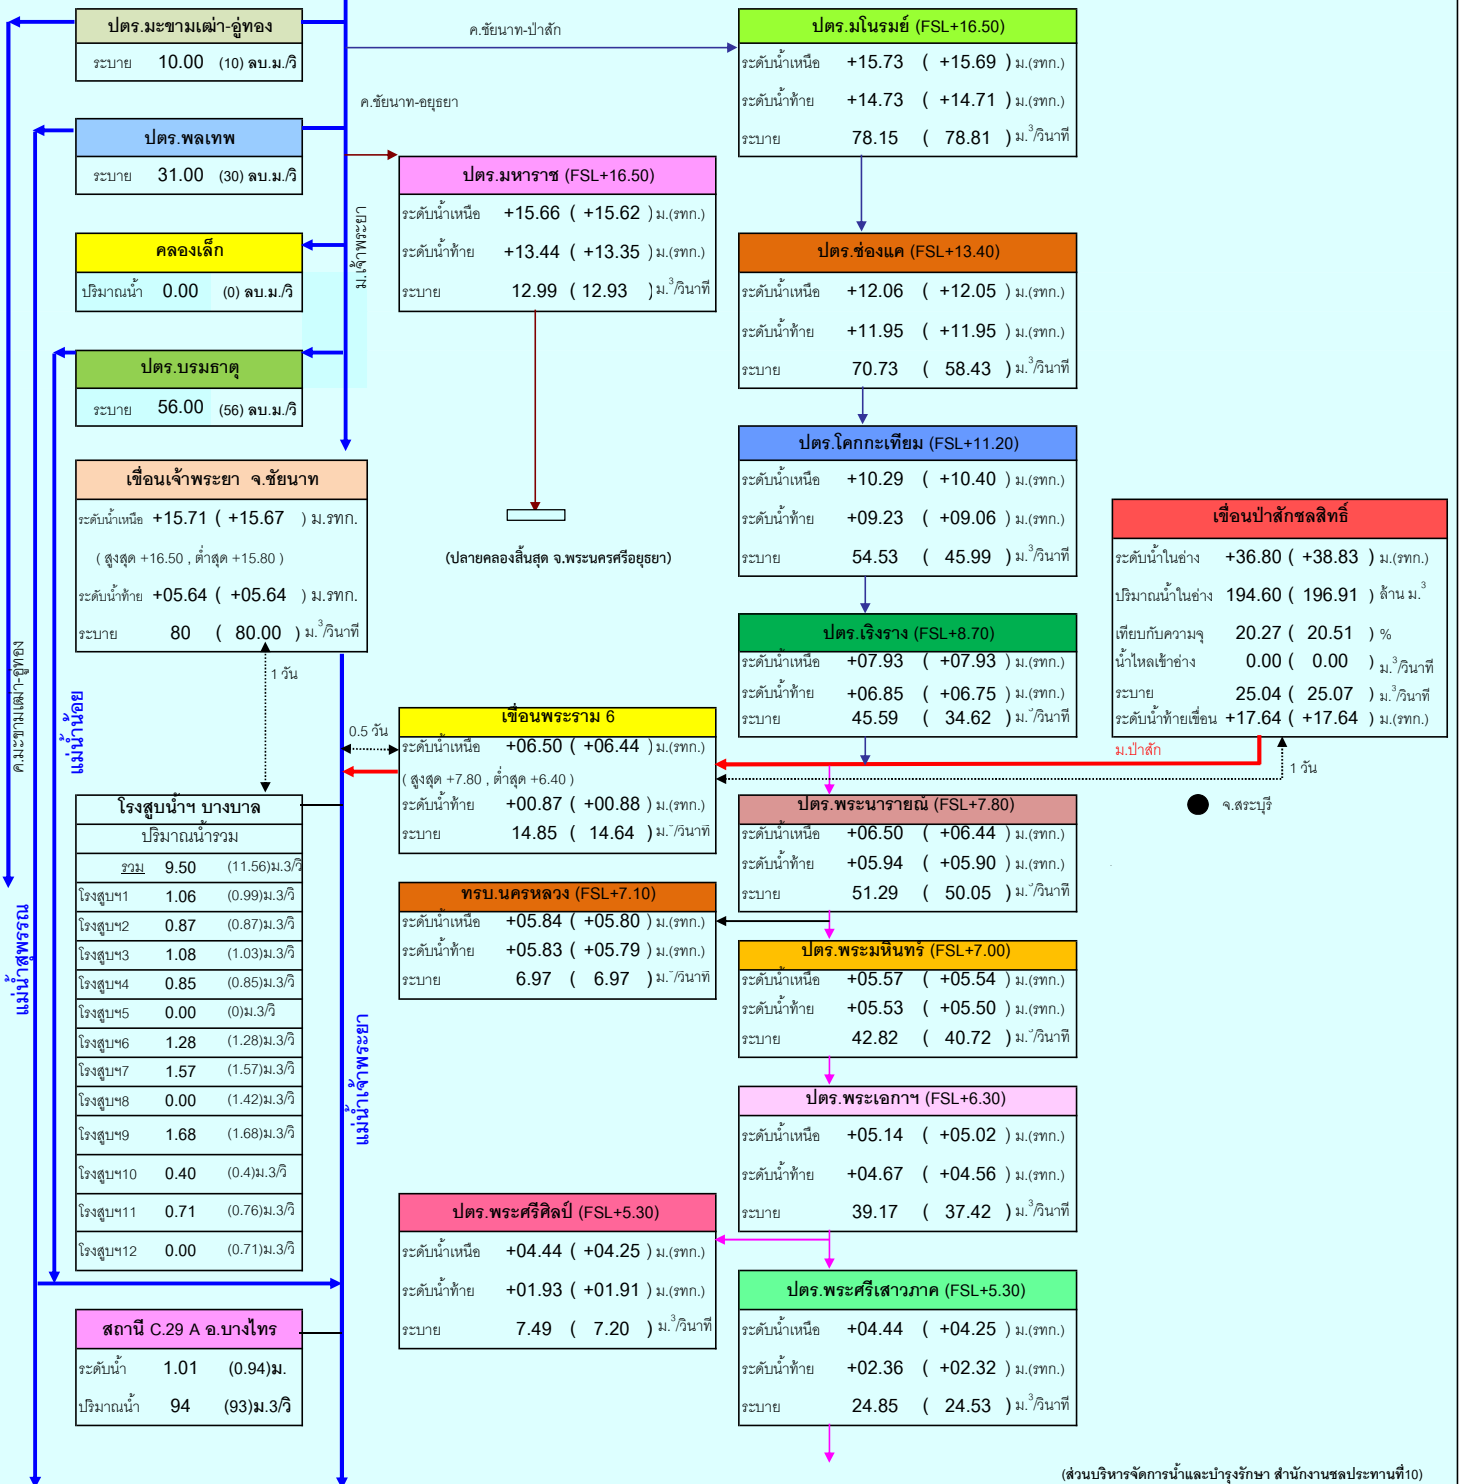 ปตร.มะขามเฒ่า-อู่ทอง
ระบาย 10.00 (10) ลบ.ม./วิ
ค.ชัยนาท-ป่าสัก
ปตร.มโนรมย์ (FSL+16.50)
ระดับน้ำเหนือ +15.73 ( +15.69 ) ม.(รทก.)
ระดับน้ำท้าย +14.73 ( +14.71 ) ม.(รทก.)
ระบาย 78.15 ( 78.81 ) ม.³/วินาที
ค.ชัยนาท-อยุธยา
ปตร.พลเทพ
ระบาย 31.00 (30) ลบ.ม./วิ
ปตร.มหาราช (FSL+16.50)
ระดับน้ำเหนือ +15.66 ( +15.62 ) ม.(รทก.)
ระดับน้ำท้าย +13.44 ( +13.35 ) ม.(รทก.)
ระบาย 12.99 ( 12.93 ) ม.³/วินาที
ม.เจ้าพระยา
คลองเล็ก
ปริมาณน้ำ 0.00 (0) ลบ.ม./วิ
ปตร.ช่องแค (FSL+13.40)
ระดับน้ำเหนือ +12.06 ( +12.05 ) ม.(รทก.)
ระดับน้ำท้าย +11.95 ( +11.95 ) ม.(รทก.)
ระบาย 70.73 ( 58.43 ) ม.³/วินาที
ปตร.บรมธาตุ
ระบาย 56.00 (56) ลบ.ม./วิ
ปตร.โคกกะเทียม (FSL+11.20)
ระดับน้ำเหนือ +10.29 ( +10.40 ) ม.(รทก.)
ระดับน้ำท้าย +09.23 ( +09.06 ) ม.(รทก.)
ระบาย 54.53 ( 45.99 ) ม.³/วินาที
เขื่อนเจ้าพระยา จ.ชัยนาท
ระดับน้ำเหนือ +15.71 ( +15.67 ) ม.รทก.
( สูงสุด +16.50 , ต่ำสุด +15.80 )
ระดับน้ำท้าย +05.64 ( +05.64 ) ม.รทก.
ระบาย 80 ( 80.00 ) ม.³/วินาที
(ปลายคลองสิ้นสุด จ.พระนครศรีอยุธยา)
เขื่อนป่าสักชลสิทธิ์
ระดับน้ำในอ่าง +36.80 ( +38.83 ) ม.(รทก.)
ปริมาณน้ำในอ่าง 194.60 ( 196.91 ) ล้าน ม.³
เทียบกับความจุ 20.27 ( 20.51 ) %
น้ำไหลเข้าอ่าง 0.00 ( 0.00 ) ม.³/วินาที
ระบาย 25.04 ( 25.07 ) ม.³/วินาที
ระดับน้ำท้ายเขื่อน +17.64 ( +17.64 ) ม.(รทก.)
ปตร.เริงราง (FSL+8.70)
ระดับน้ำเหนือ +07.93 ( +07.93 ) ม.(รทก.)
ระดับน้ำท้าย +06.85 ( +06.75 ) ม.(รทก.)
ระบาย 45.59 ( 34.62 ) ม.³/วินาที
ค.มะขามเฒ่า-อู่ทอง
แม่น้ำน้อย
1 วัน
0.5 วัน
เขื่อนพระราม 6
ระดับน้ำเหนือ +06.50 ( +06.44 ) ม.(รทก.)
( สูงสุด +7.80 , ต่ำสุด +6.40 )
ระดับน้ำท้าย +00.87 ( +00.88 ) ม.(รทก.)
ระบาย 14.85 ( 14.64 ) ม.³/วินาที
ม.ป่าสัก
1 วัน
จ.สระบุรี
ปตร.พระนารายณ์ (FSL+7.80)
ระดับน้ำเหนือ +06.50 ( +06.44 ) ม.(รทก.)
ระดับน้ำท้าย +05.94 ( +05.90 ) ม.(รทก.)
ระบาย 51.29 ( 50.05 ) ม.³/วินาที
โรงสูบน้ำฯ บางบาล
ปริมาณน้ำรวม
รวม 9.50 (11.56)ม.3/วิ
โรงสูบฯ1 1.06 (0.99)ม.3/วิ
โรงสูบฯ2 0.87 (0.87)ม.3/วิ
โรงสูบฯ3 1.08 (1.03)ม.3/วิ
โรงสูบฯ4 0.85 (0.85)ม.3/วิ
โรงสูบฯ5 0.00 (0)ม.3/วิ
โรงสูบฯ6 1.28 (1.28)ม.3/วิ
โรงสูบฯ7 1.57 (1.57)ม.3/วิ
โรงสูบฯ8 0.00 (1.42)ม.3/วิ
โรงสูบฯ9 1.68 (1.68)ม.3/วิ
โรงสูบฯ10 0.40 (0.4)ม.3/วิ
โรงสูบฯ11 0.71 (0.76)ม.3/วิ
โรงสูบฯ12 0.00 (0.71)ม.3/วิ
ทรบ.นครหลวง (FSL+7.10)
ระดับน้ำเหนือ +05.84 ( +05.80 ) ม.(รทก.)
ระดับน้ำท้าย +05.83 ( +05.79 ) ม.(รทก.)
ระบาย 6.97 ( 6.97 ) ม.³/วินาที
ปตร.พระมหินทร์ (FSL+7.00)
ระดับน้ำเหนือ +05.57 ( +05.54 ) ม.(รทก.)
ระดับน้ำท้าย +05.53 ( +05.50 ) ม.(รทก.)
ระบาย 42.82 ( 40.72 ) ม.³/วินาที
แม่น้ำสุพรรณ
แม่น้ำเจ้าพระยา
ปตร.พระเอกาฯ (FSL+6.30)
ระดับน้ำเหนือ +05.14 ( +05.02 ) ม.(รทก.)
ระดับน้ำท้าย +04.67 ( +04.56 ) ม.(รทก.)
ระบาย 39.17 ( 37.42 ) ม.³/วินาที
ปตร.พระศรีศิลป์ (FSL+5.30)
ระดับน้ำเหนือ +04.44 ( +04.25 ) ม.(รทก.)
ระดับน้ำท้าย +01.93 ( +01.91 ) ม.(รทก.)
ระบาย 7.49 ( 7.20 ) ม.³/วินาที
ปตร.พระศรีเสาวภาค (FSL+5.30)
ระดับน้ำเหนือ +04.44 ( +04.25 ) ม.(รทก.)
ระดับน้ำท้าย +02.36 ( +02.32 ) ม.(รทก.)
ระบาย 24.85 ( 24.53 ) ม.³/วินาที
สถานี C.29 A อ.บางไทร
ระดับน้ำ 1.01 (0.94)ม.
ปริมาณน้ำ 94 (93)ม.3/วิ
(ส่วนบริหารจัดการน้ำและบำรุงรักษา สำนักงานชลประทานที่10)